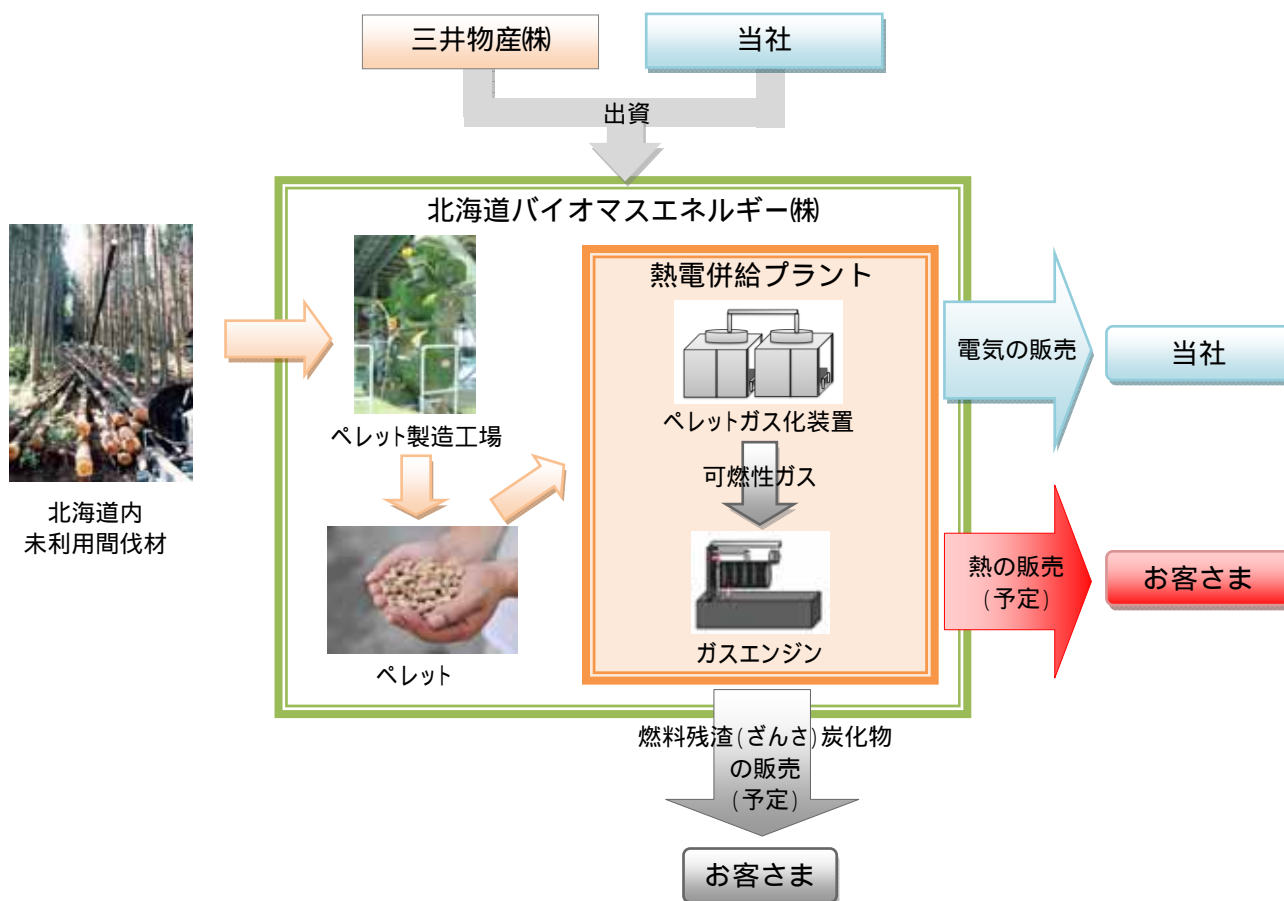 三井物産㈱
当社
出資
北海道バイオマスエネルギー㈱
熱電併給プラント
ペレット製造工場
ペレットガス化装置
可燃性ガス
電気の販売
当社
北海道内
未利用間伐材
ペレット
ガスエンジン
熱の販売
(予定)
お客さま
燃料残渣(ざんさ)炭化物
の販売
(予定)
お客さま